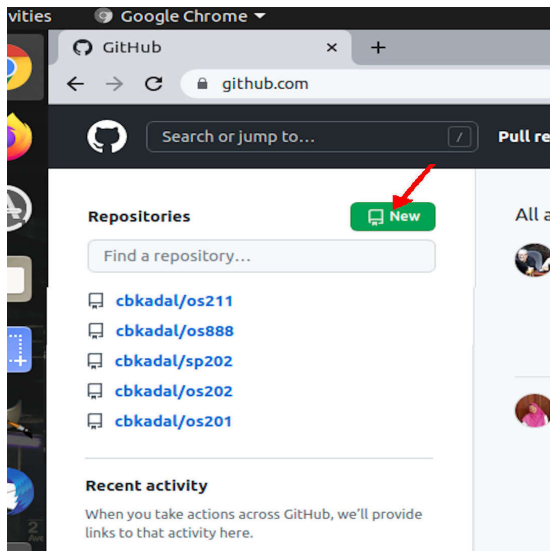 vities Google Chrome
GitHub
github.com
Search or jump to... /
Pull re
Repositories
New
All a
Find a repository...
cbkadal/os211
cbkadal/os888
cbkadal/sp202
cbkadal/os202
cbkadal/os201
Recent activity
When you take actions across GitHub, we'll provide
links to that activity here.
2